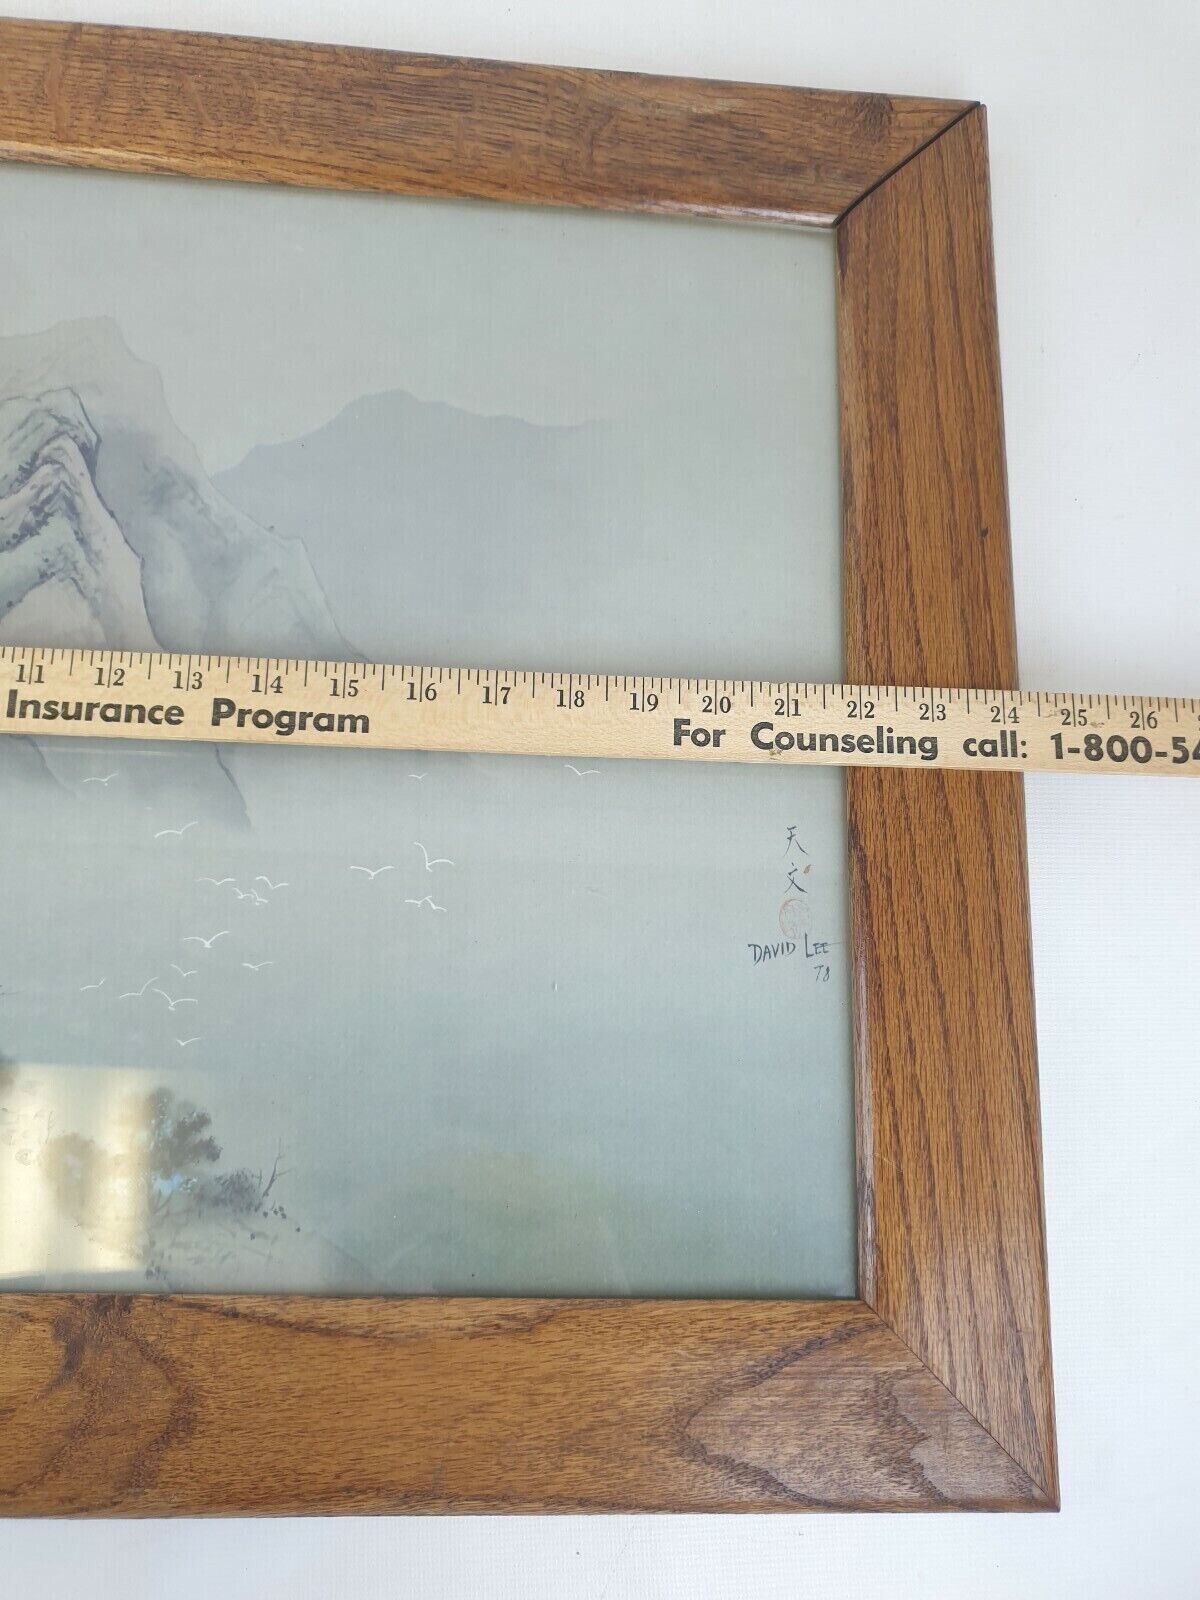 11 12 13 14 15 16 17 18 19 20 21 22 23 24 25 26
Insurance Program For Counseling call: 1-800-54
天
文
DAVID LEE
78